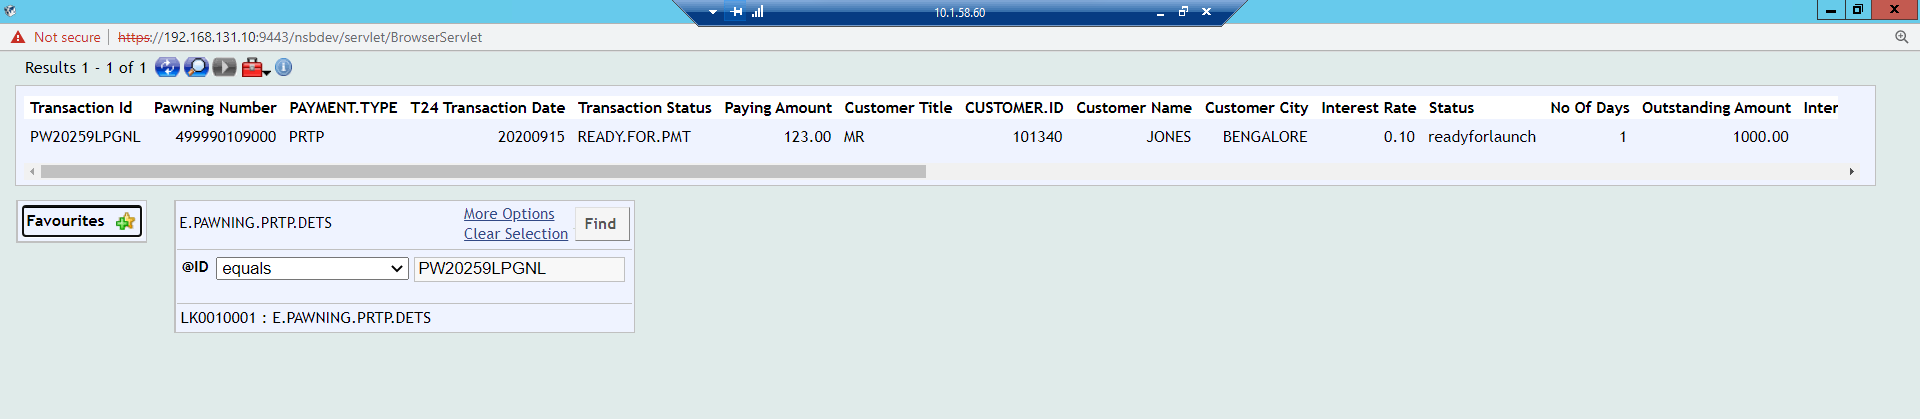 10.1.58.60
Not secure https://192.168.131.10:9443/nsbdev/servlet/BrowserServlet
Results 1 - 1 of 1
Transaction Id Pawning Number PAYMENT.TYPE T24 Transaction Date Transaction Status Paying Amount Customer Title CUSTOMER.ID Customer Name Customer City Interest Rate Status No Of Days Outstanding Amount Inter
PW20259LPGNL 499990109000 PRTP 20200915 READY.FOR.PMT 123.00 MR 101340 JONES BENGALORE 0.10 readyforlaunch 1 1000.00
Favourites
E.PAWNING.PRTP.DETS
More Options
Clear Selection
Find
@ID equals PW20259LPGNL
LK0010001 : E.PAWNING.PRTP.DETS